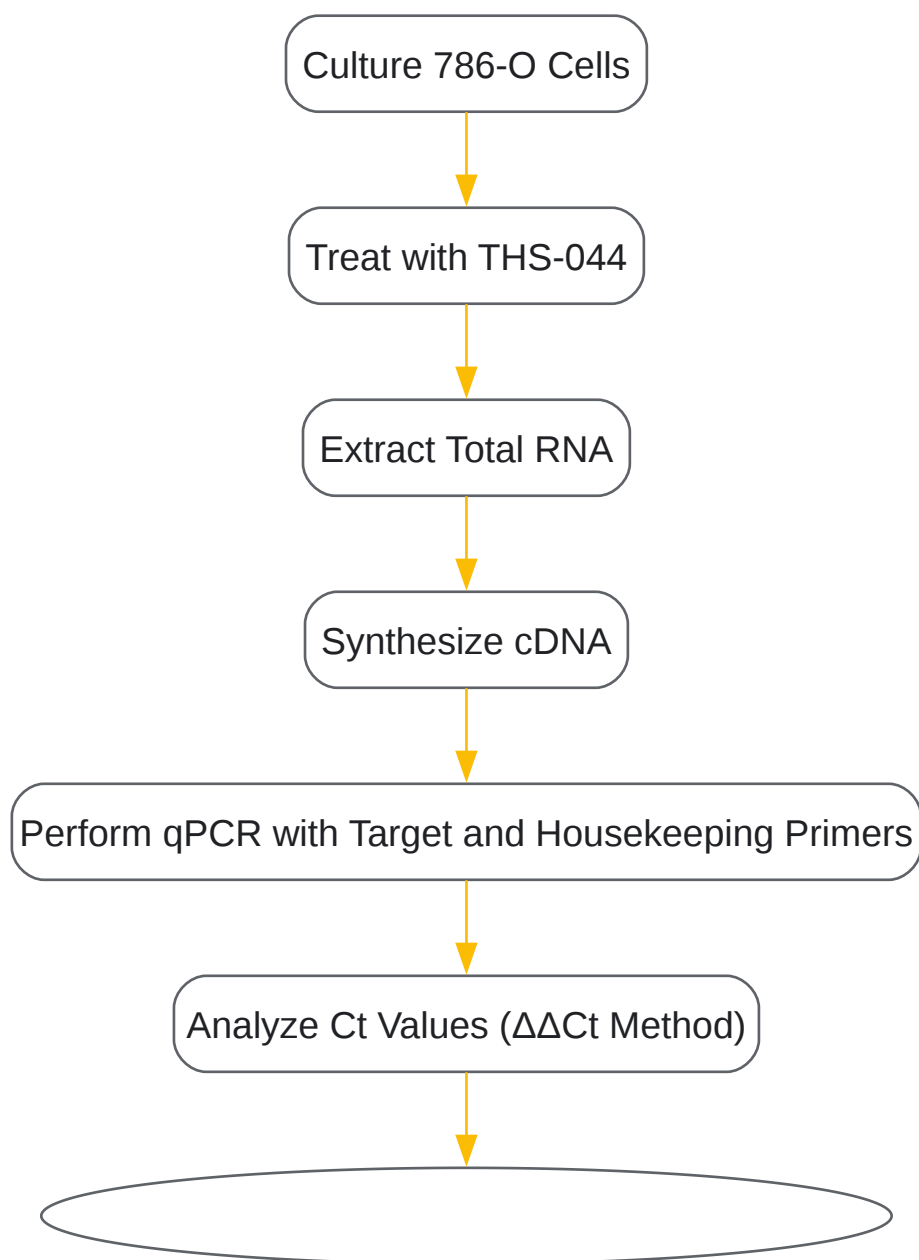 Culture 786-O Cells
Treat with THS-044
Extract Total RNA
Synthesize cDNA
Perform qPCR with Target and Housekeeping Primers
Analyze Ct Values (ΔΔCt Method)